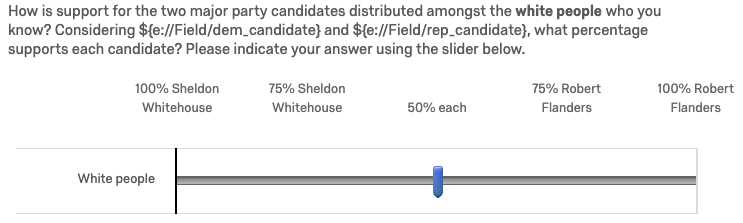 How is support for the two major party candidates distributed amongst the white people who you
know? Considering ${e://Field/dem_candidate} and ${e://Field/rep_candidate}, what percentage
supports each candidate? Please indicate your answer using the slider below.
100% Sheldon Whitehouse
75% Sheldon Whitehouse
50% each
75% Robert Flanders
100% Robert Flanders
White people